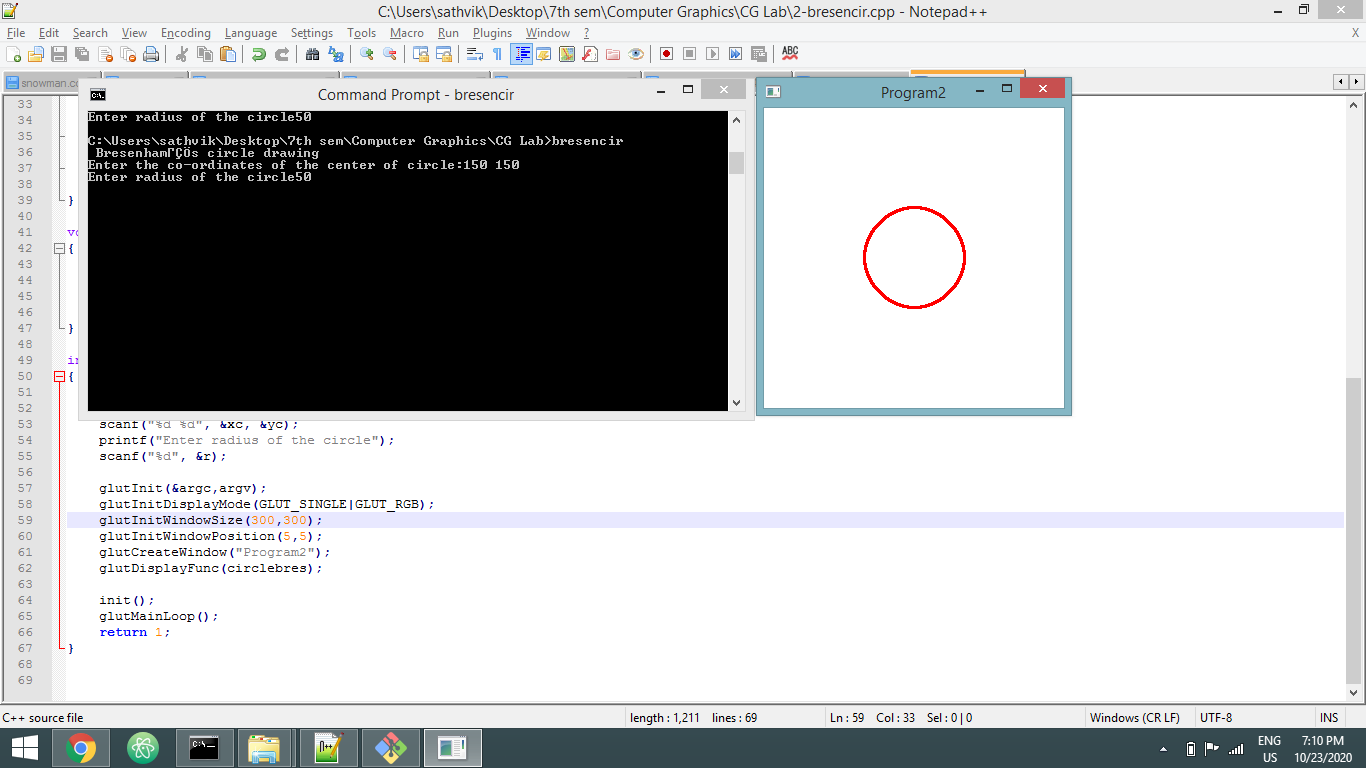 C:\Users\sathvik\Desktop\7th sem\Computer Graphics\CG Lab\2-bresencir.cpp - Notepad++
File Edit Search View Encoding Language Settings Tools Macro Run Plugins Window ? X
snowman.c
Command Prompt - bresencir
Enter radius of the circle50
C:\Users\sathvik\Desktop\7th sem\Computer Graphics\CG Lab>bresencir
BresenhamΓÇÖs circle drawing
Enter the co-ordinates of the center of circle:150 150
Enter radius of the circle50
Program2
33
34
35
36
37
38
39 }
40
41 vo
42 {
43
44
45
46
47 }
48
49 in
50 {
51
52
53 scanf("%d %d", &xc, &yc);
54 printf("Enter radius of the circle");
55 scanf("%d", &r);
56
57 glutInit(&argc,argv);
58 glutInitDisplayMode(GLUT_SINGLE|GLUT_RGB);
59 glutInitWindowSize(300,300);
60 glutInitWindowPosition(5,5);
61 glutCreateWindow("Program2");
62 glutDisplayFunc(circlebres);
63
64 init();
65 glutMainLoop();
66 return 1;
67 }
68
69
C++ source file length : 1,211 lines : 69 Ln : 59 Col : 33 Sel : 0 | 0 Windows (CR LF) UTF-8 INS
ENG US
7:10 PM
10/23/2020